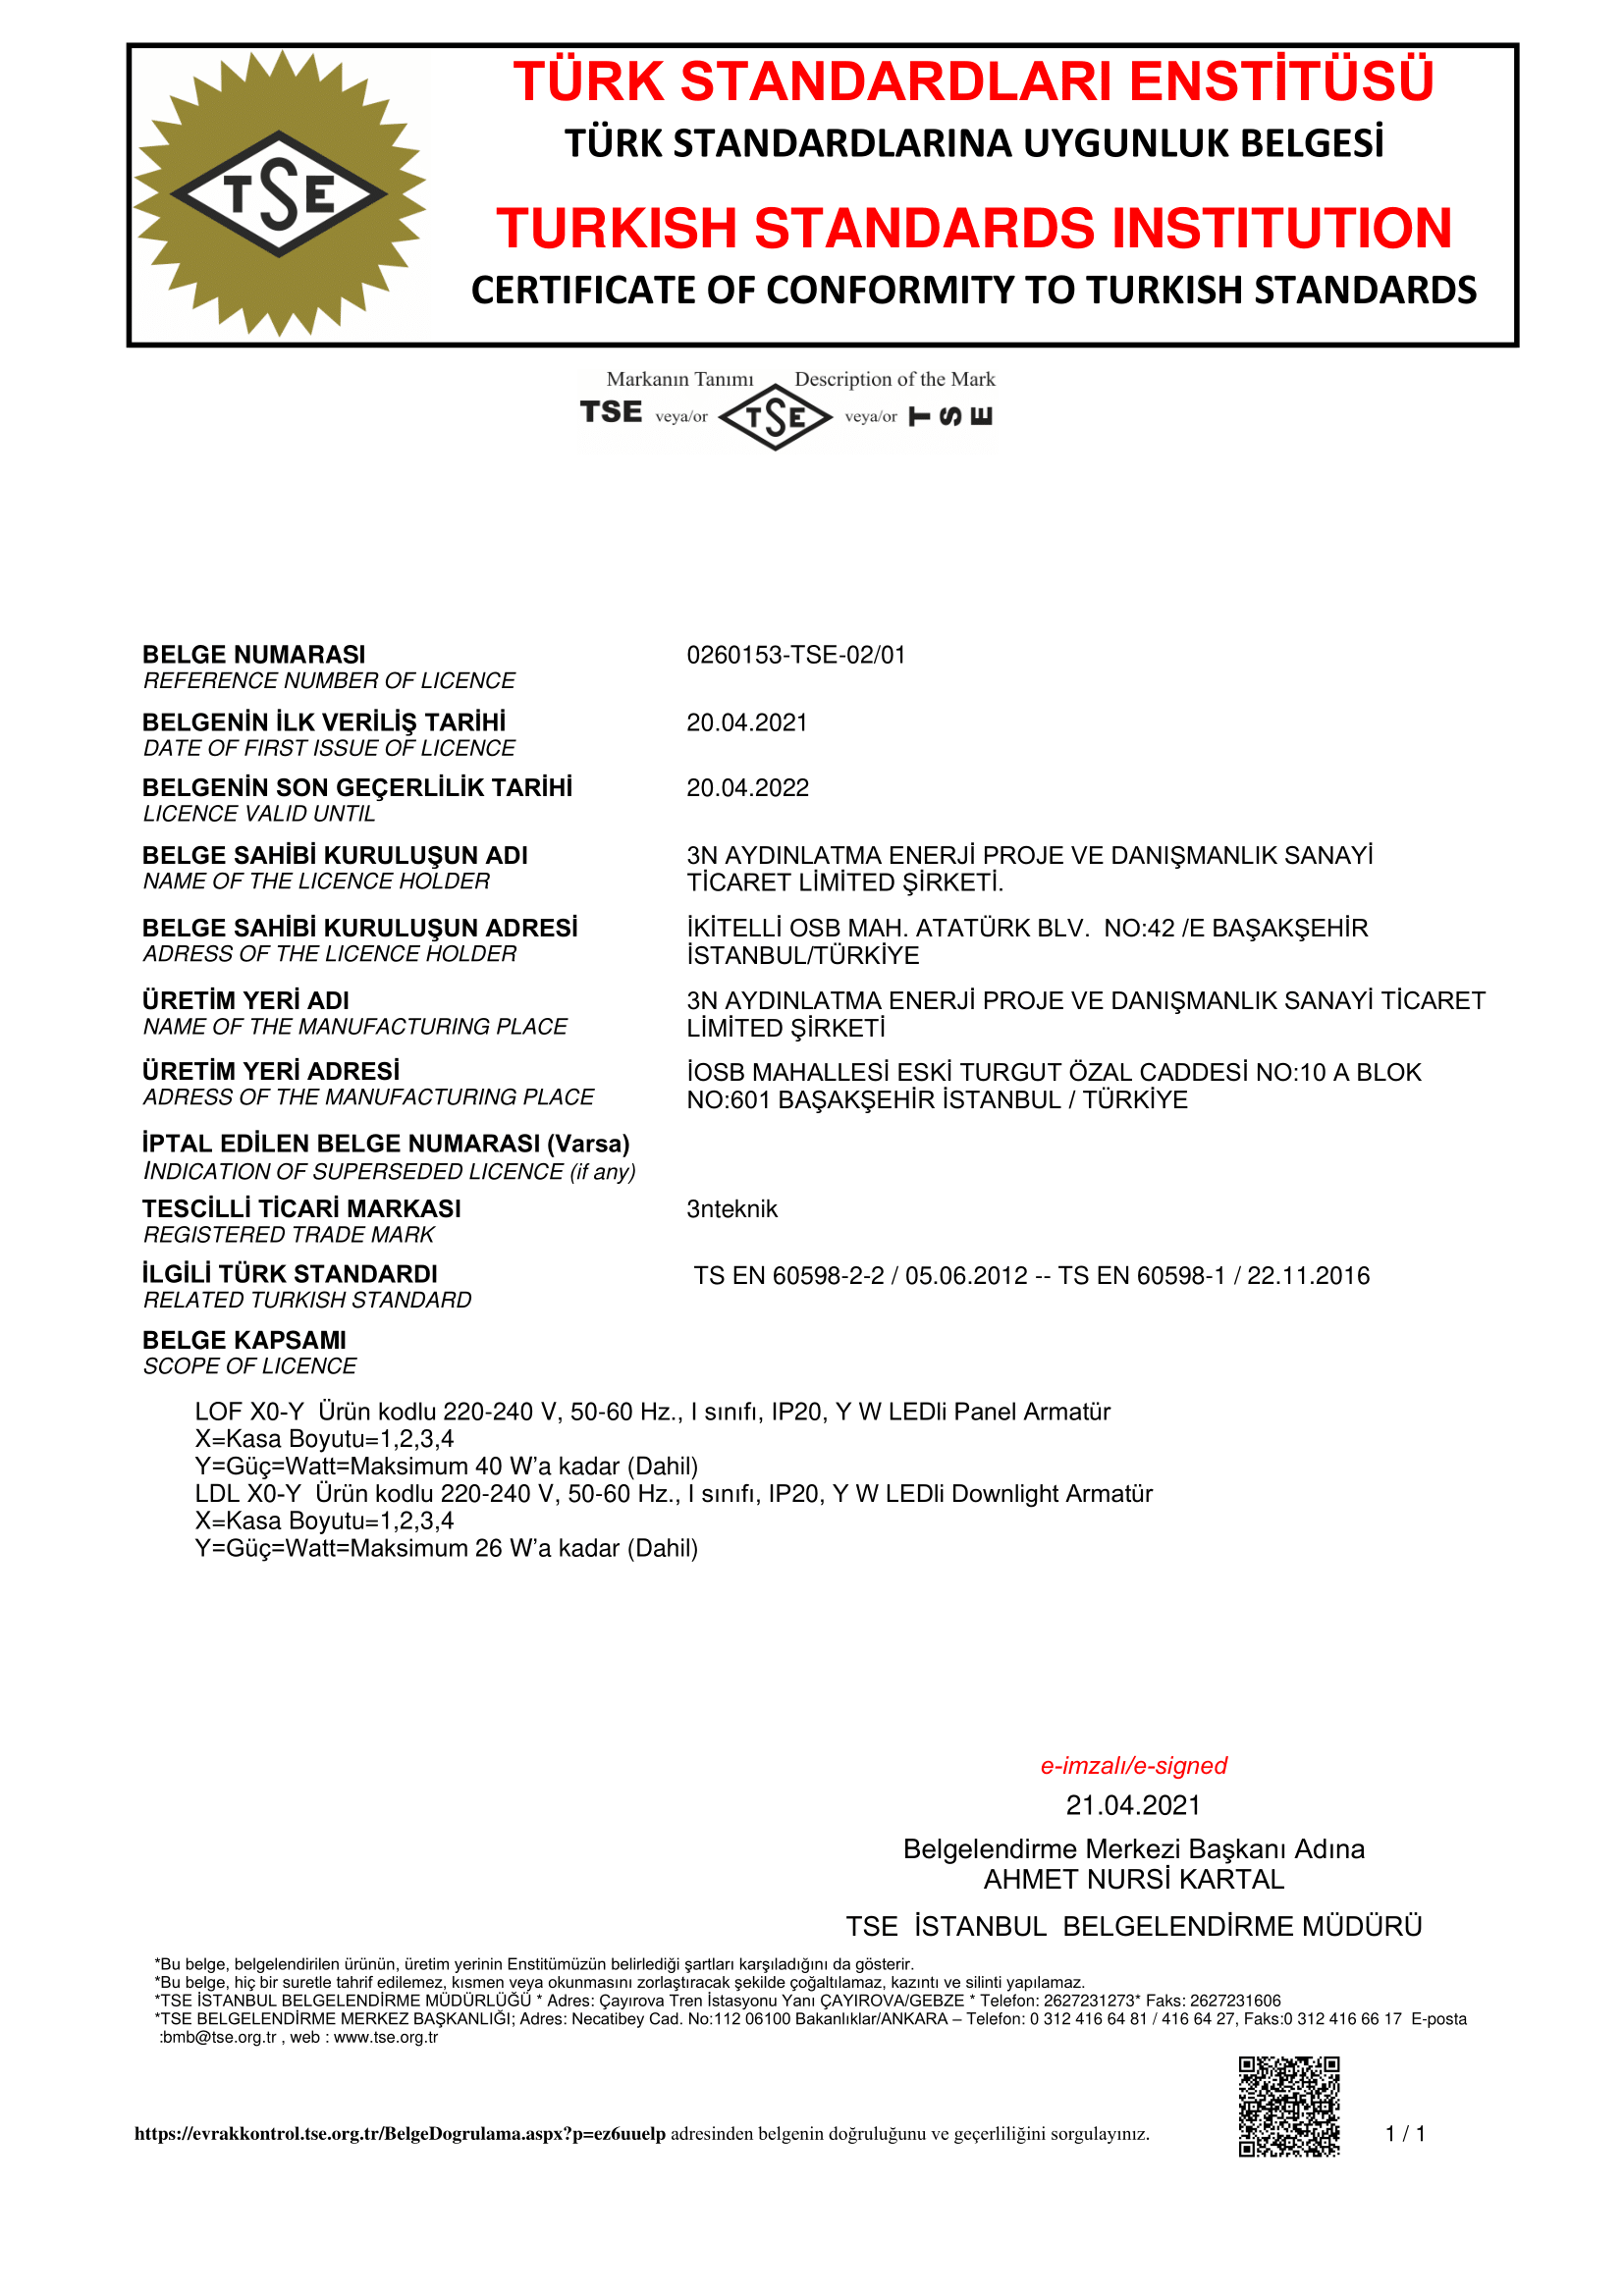 TÜRK STANDARDLARI ENSTİTÜSÜ
TÜRK STANDARDLARINA UYGUNLUK BELGESİ
TURKISH STANDARDS INSTITUTION
CERTIFICATE OF CONFORMITY TO TURKISH STANDARDS
TSE
Markanın Tanımı Description of the Mark
TSE veya/or TSE veya/or TSE
BELGE NUMARASI 0260153-TSE-02/01
REFERENCE NUMBER OF LICENCE
BELGENİN İLK VERİLİŞ TARİHİ 20.04.2021
DATE OF FIRST ISSUE OF LICENCE
BELGENİN SON GEÇERLİLİK TARİHİ 20.04.2022
LICENCE VALID UNTIL
BELGE SAHİBİ KURULUŞUN ADI 3N AYDINLATMA ENERJİ PROJE VE DANIŞMANLIK SANAYİ
NAME OF THE LICENCE HOLDER TİCARET LİMİTED ŞİRKETİ.
BELGE SAHİBİ KURULUŞUN ADRESİ İKİTELLİ OSB MAH. ATATÜRK BLV. NO:42 /E BAŞAKŞEHİR
ADRESS OF THE LICENCE HOLDER İSTANBUL/TÜRKİYE
ÜRETİM YERİ ADI 3N AYDINLATMA ENERJİ PROJE VE DANIŞMANLIK SANAYİ TİCARET
NAME OF THE MANUFACTURING PLACE LİMİTED ŞİRKETİ
ÜRETİM YERİ ADRESİ İOSB MAHALLESİ ESKİ TURGUT ÖZAL CADDESİ NO:10 A BLOK
ADRESS OF THE MANUFACTURING PLACE NO:601 BAŞAKŞEHİR İSTANBUL / TÜRKİYE
İPTAL EDİLEN BELGE NUMARASI (Varsa)
INDICATION OF SUPERSEDED LICENCE (if any)
TESCİLLİ TİCARİ MARKASI 3nteknik
REGISTERED TRADE MARK
İLGİLİ TÜRK STANDARDI TS EN 60598-2-2 / 05.06.2012 -- TS EN 60598-1 / 22.11.2016
RELATED TURKISH STANDARD
BELGE KAPSAMI
SCOPE OF LICENCE
LOF X0-Y Ürün kodlu 220-240 V, 50-60 Hz., I sınıfı, IP20, Y W LEDli Panel Armatür
X=Kasa Boyutu=1,2,3,4
Y=Güç=Watt=Maksimum 40 W’a kadar (Dahil)
LDL X0-Y Ürün kodlu 220-240 V, 50-60 Hz., I sınıfı, IP20, Y W LEDli Downlight Armatür
X=Kasa Boyutu=1,2,3,4
Y=Güç=Watt=Maksimum 26 W’a kadar (Dahil)
e-imzalı/e-signed
21.04.2021
Belgelendirme Merkezi Başkanı Adına
AHMET NURSİ KARTAL
TSE İSTANBUL BELGELENDİRME MÜDÜRÜ
*Bu belge, belgelendirilen ürünün, üretim yerinin Enstitümüzün belirlediği şartları karşıladığını da gösterir.
*Bu belge, hiç bir suretle tahrif edilemez, kısmen veya okunmasını zorlaştıracak şekilde çoğaltılamaz, kazıntı ve silinti yapılamaz.
*TSE İSTANBUL BELGELENDİRME MÜDÜRLÜĞÜ * Adres: Çayırova Tren İstasyonu Yanı ÇAYIROVA/GEBZE * Telefon: 2627231273* Faks: 2627231606
*TSE BELGELENDİRME MERKEZ BAŞKANLIĞI; Adres: Necatibey Cad. No:112 06100 Bakanlıklar/ANKARA – Telefon: 0 312 416 64 81 / 416 64 27, Faks:0 312 416 66 17 E-posta
:bmb@tse.org.tr , web : www.tse.org.tr
https://evrakkontrol.tse.org.tr/BelgeDogrulama.aspx?p=ez6uuelp adresinden belgenin doğruluğunu ve geçerliliğini sorgulayınız.
1 / 1